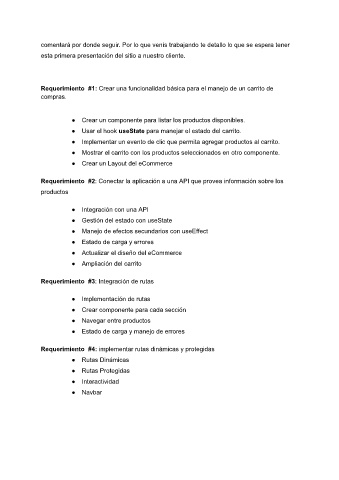 comentará por donde seguir. Por lo que venís trabajando te detallo lo que se espera tener
esta primera presentación del sitio a nuestro cliente.
Requerimiento #1: Crear una funcionalidad básica para el manejo de un carrito de
compras.
● Crear un componente para listar los productos disponibles.
● Usar el hook useState para manejar el estado del carrito.
● Implementar un evento de clic que permita agregar productos al carrito.
● Mostrar el carrito con los productos seleccionados en otro componente.
● Crear un Layout del eCommerce
Requerimiento #2: Conectar la aplicación a una API que provea información sobre los
productos
● Integración con una API
● Gestión del estado con useState
● Manejo de efectos secundarios con useEffect
● Estado de carga y errores
● Actualizar el diseño del eCommerce
● Ampliación del carrito
Requerimiento #3: Integración de rutas
● Implementación de rutas
● Crear componente para cada sección
● Navegar entre productos
● Estado de carga y manejo de errores
Requerimiento #4: implementar rutas dinámicas y protegidas
● Rutas Dinámicas
● Rutas Protegidas
● Interactividad
● Navbar